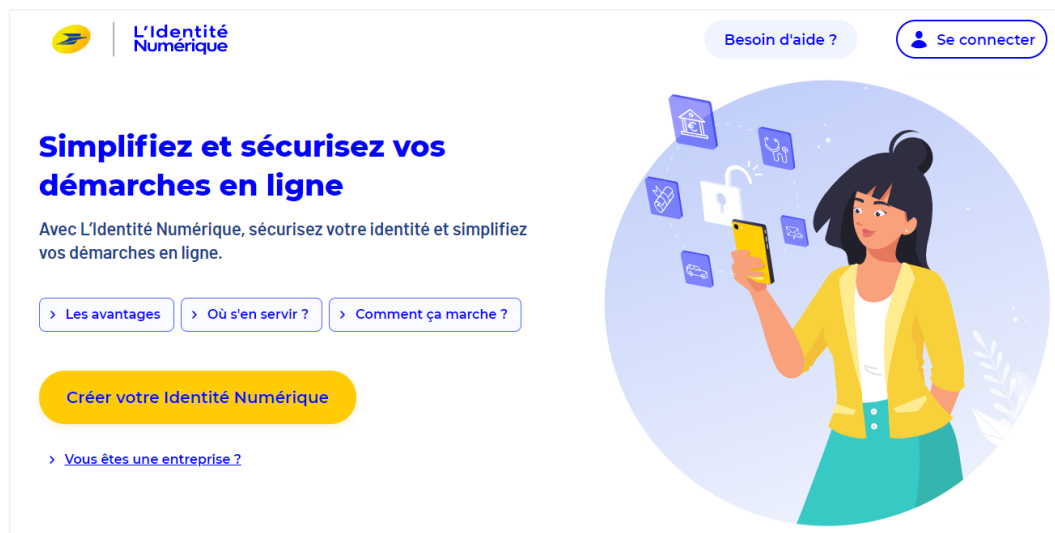 L'Identité
Numérique
Besoin d'aide ?
Se connecter
Simplifiez et sécurisez vos
démarches en ligne
Avec L'Identité Numérique, sécurisez votre identité et simplifiez
vos démarches en ligne.
> Les avantages > Où s'en servir ? > Comment ça marche ?
Créer votre Identité Numérique
> Vous êtes une entreprise ?